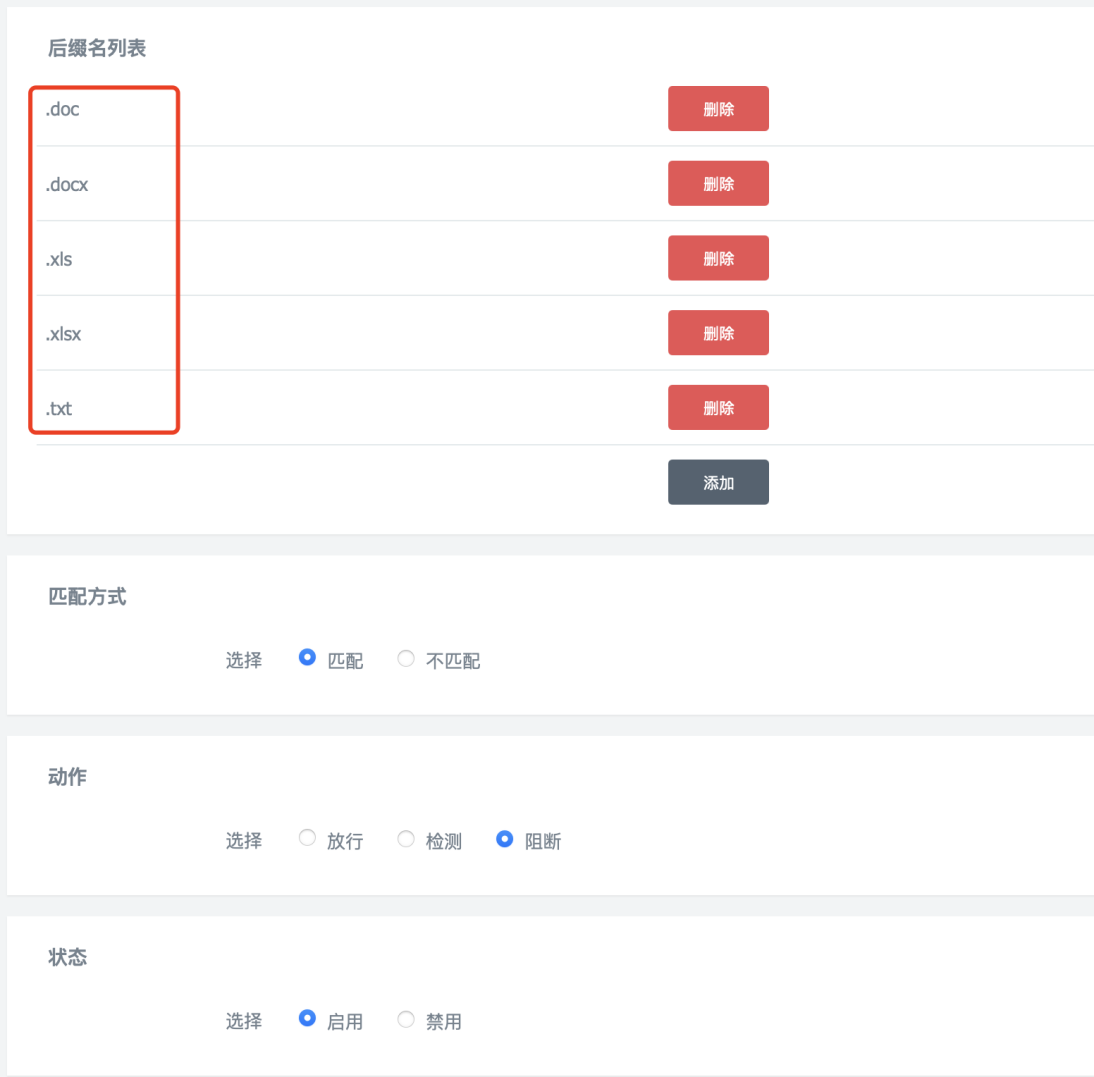 后缀名列表
.doc 删除
.docx 删除
.xls 删除
.xlsx 删除
.txt 删除
添加
匹配方式
选择 匹配 不匹配
动作
选择 放行 检测 阻断
状态
选择 启用 禁用